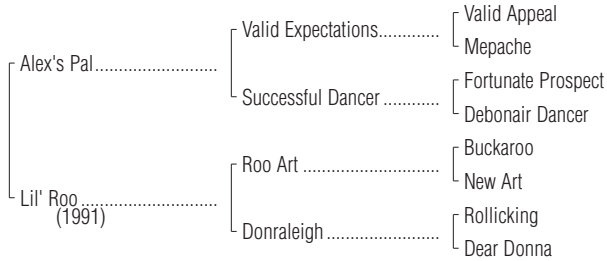 Valid Appeal
Valid Expectations.............
Mepache
Alex's Pal..........................
Fortunate Prospect
Successful Dancer ............
Debonair Dancer
Buckaroo
Roo Art .............................
New Art
Lil' Roo.............................
(1991)
Rollicking
Donraleigh ........................
Dear Donna